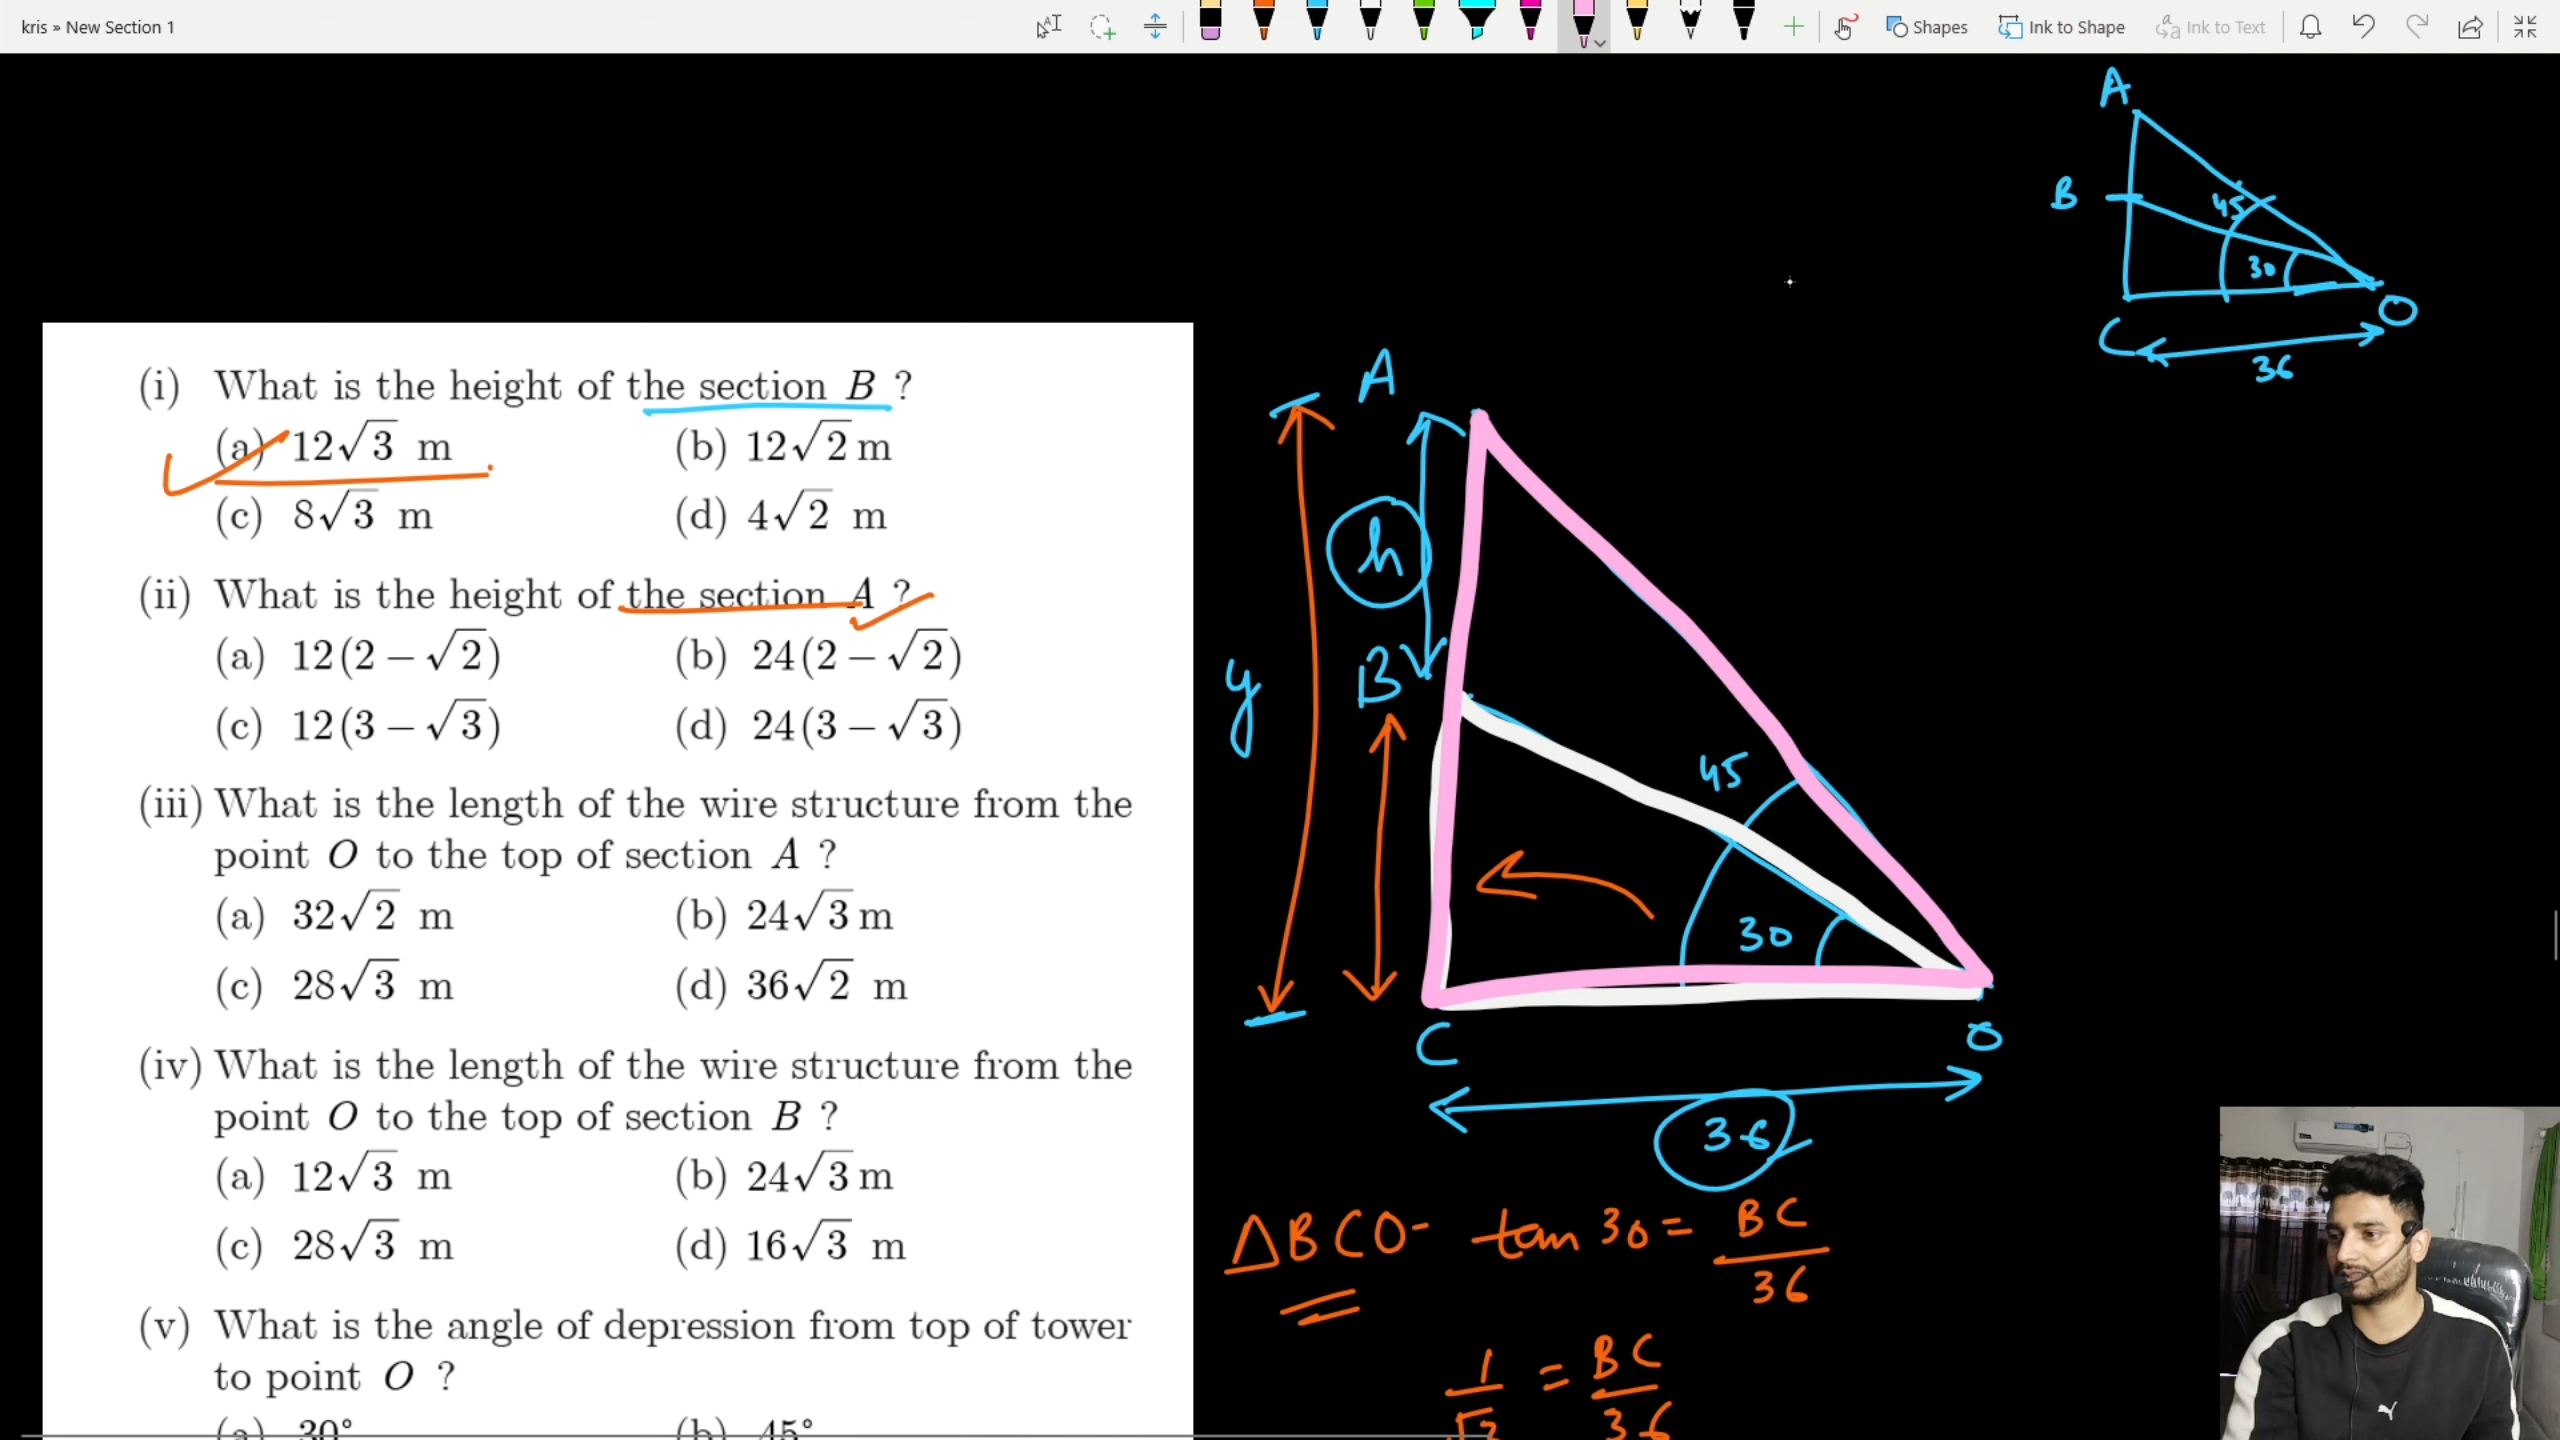 kris » New Section 1
Shapes
Ink to Shape
Ink to Text
A
B
45
30
C
O
36
(i) What is the height of the section B ?
(a) 12√3 m (b) 12√2 m
(c) 8√3 m (d) 4√2 m
(ii) What is the height of the section A ?
(a) 12(2 − √2) (b) 24(2 − √2)
(c) 12(3 − √3) (d) 24(3 − √3)
(iii) What is the length of the wire structure from the
point O to the top of section A ?
(a) 32√2 m (b) 24√3 m
(c) 28√3 m (d) 36√2 m
(iv) What is the length of the wire structure from the
point O to the top of section B ?
(a) 12√3 m (b) 24√3 m
(c) 28√3 m (d) 16√3 m
(v) What is the angle of depression from top of tower
to point O ?
(a) 30° (b) 45°
A
h
y
B
45
30
C
O
36
△BCO- tan 30 = BC
36
1 = BC
√3 36